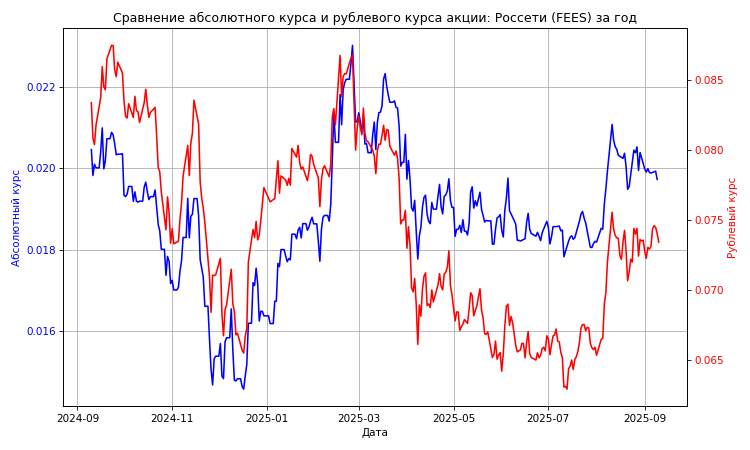 Сравнение абсолютного курса и рублевого курса акции: Россети (FEES) за год
0.022
0.020
0.018
0.016
Абсолютный курс
0.085
0.080
0.075
0.070
0.065
Рублевый курс
2024-09 2024-11 2025-01 2025-03 2025-05 2025-07 2025-09
Дата